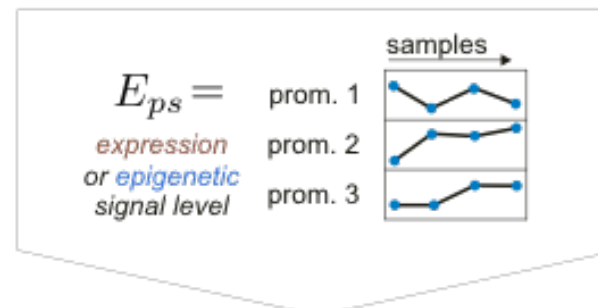 samples
E_ps =
expression
or epigenetic
signal level
prom. 1
prom. 2
prom. 3